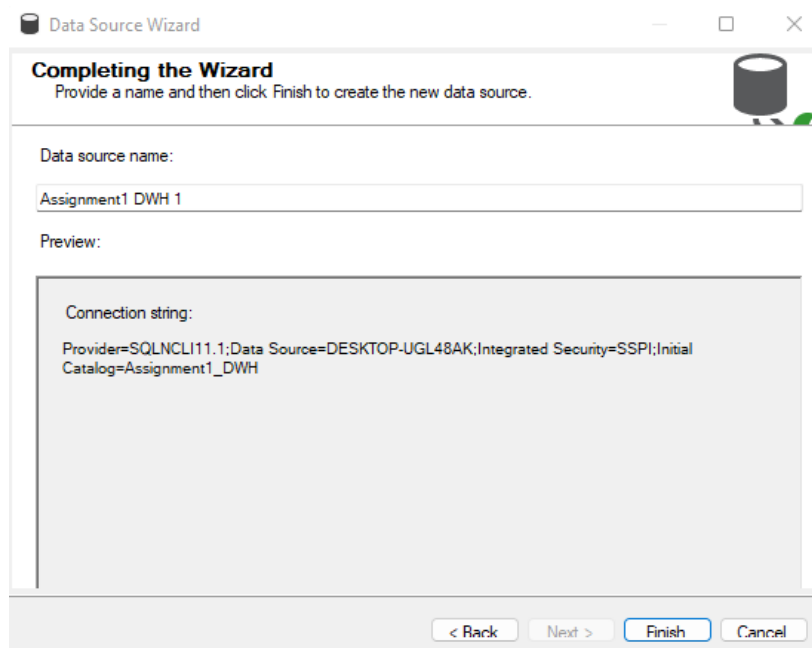 Data Source Wizard
Completing the Wizard
Provide a name and then click Finish to create the new data source.
Data source name:
Assignment1 DWH 1
Preview:
Connection string:
Provider=SQLNCLI11.1;Data Source=DESKTOP-UGL48AK;Integrated Security=SSPI;Initial
Catalog=Assignment1_DWH
< Back Next > Finish Cancel